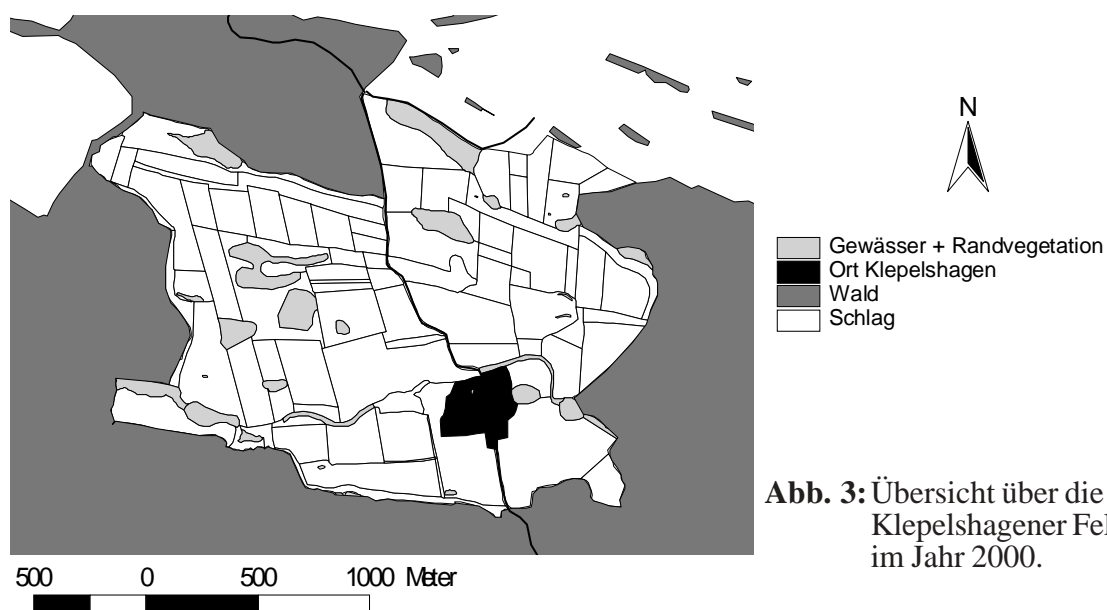 N
Gewässer + Randvegetation
Ort Klepelshagen
Wald
Schlag
Abb. 3: Übersicht über die
Klepelshagener
im Jahr 2000.
500 0 500 1000 Meter